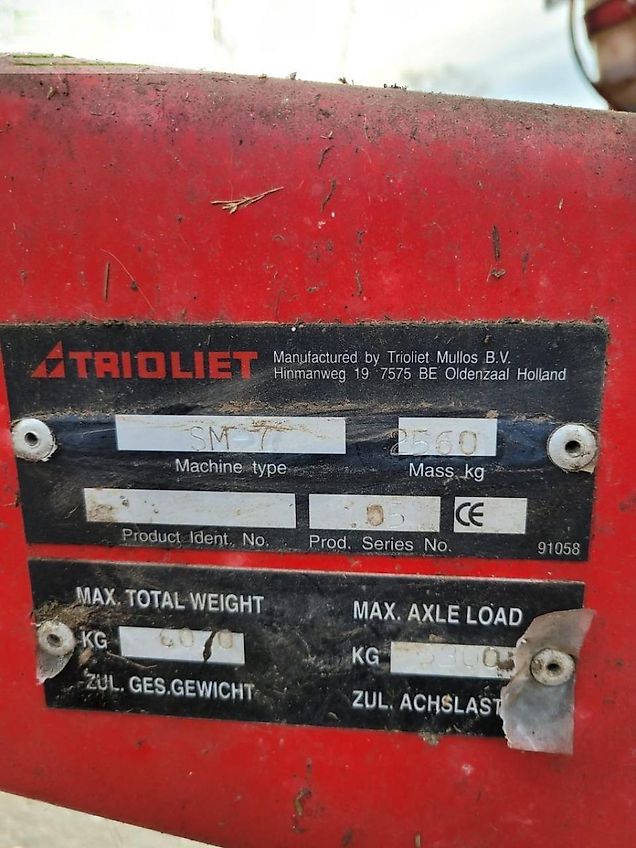 TRIOLIET
Manufactured by Trioliet Mullos B.V.
Hinmanweg 19 7575 BE Oldenzaal Holland
SM-7
2560
Machine type
Mass kg
05
CE
Product Ident. No.
Prod. Series No.
91058
MAX. TOTAL WEIGHT
KG
ZUL. GES.GEWICHT
MAX. AXLE LOAD
KG
ZUL. ACHSLAST